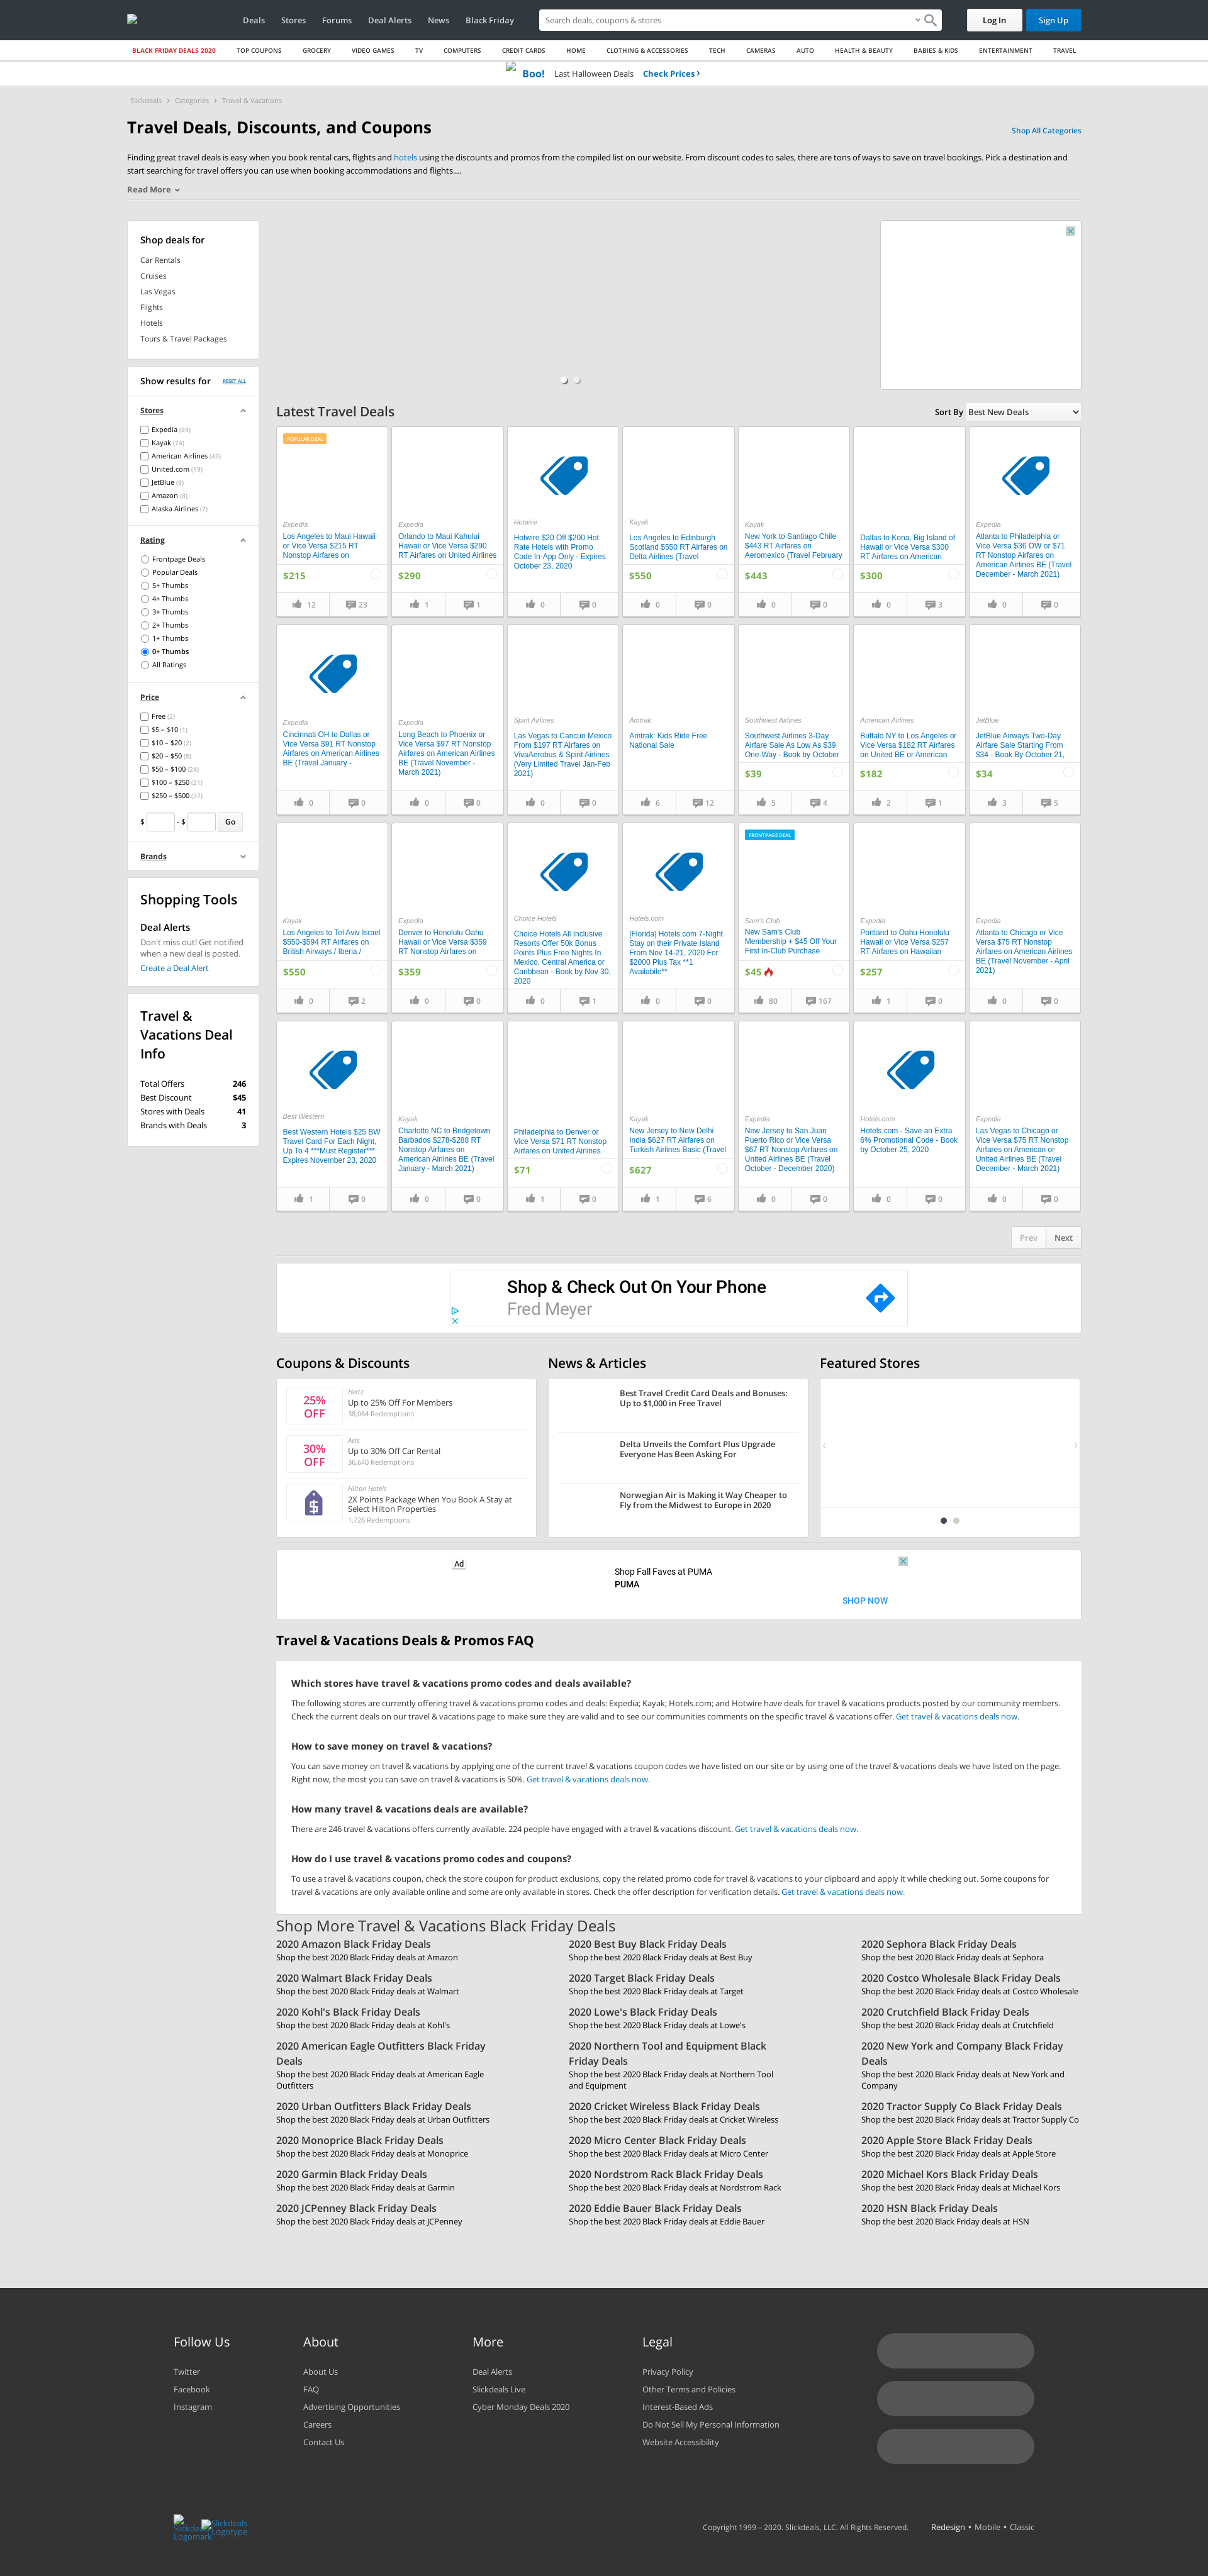 Deals Stores Forums Deal Alerts News Black Friday
Search deals, coupons & stores
Log In Sign Up
BLACK FRIDAY DEALS 2020 TOP COUPONS GROCERY VIDEO GAMES TV COMPUTERS CREDIT CARDS HOME CLOTHING & ACCESSORIES TECH CAMERAS AUTO HEALTH & BEAUTY BABIES & KIDS ENTERTAINMENT TRAVEL
Boo! Last Halloween Deals Check Prices ›
Slickdeals › Categories › Travel & Vacations
Travel Deals, Discounts, and Coupons
Shop All Categories
Finding great travel deals is easy when you book rental cars, flights and hotels using the discounts and promos from the compiled list on our website. From discount codes to sales, there are tons of ways to save on travel bookings. Pick a destination and
start searching for travel offers you can use when booking accommodations and flights....
Read More
Shop deals for
Car Rentals
Cruises
Las Vegas
Flights
Hotels
Tours & Travel Packages
Show results for RESET ALL
Stores
Expedia (89)
Kayak (74)
American Airlines (43)
United.com (19)
JetBlue (9)
Amazon (8)
Alaska Airlines (7)
Rating
Frontpage Deals
Popular Deals
5+ Thumbs
4+ Thumbs
3+ Thumbs
2+ Thumbs
1+ Thumbs
0+ Thumbs
All Ratings
Price
Free (2)
$5 – $10 (1)
$10 – $20 (2)
$20 – $50 (8)
$50 – $100 (24)
$100 – $250 (31)
$250 – $500 (37)
$ - $ Go
Brands
Shopping Tools
Deal Alerts
Don't miss out! Get notified
when a new deal is posted.
Create a Deal Alert
Travel &
Vacations Deal
Info
Total Offers 246
Best Discount $45
Stores with Deals 41
Brands with Deals 3
Latest Travel Deals
Sort By Best New Deals
POPULAR DEAL
Expedia
Los Angeles to Maui Hawaii
or Vice Versa $215 RT
Nonstop Airfares on
$215
12 23
Expedia
Orlando to Maui Kahului
Hawaii or Vice Versa $290
RT Airfares on United Airlines
$290
1 1
Hotwire
Hotwire $20 Off $200 Hot
Rate Hotels with Promo
Code In-App Only - Expires
October 23, 2020
0 0
Kayak
Los Angeles to Edinburgh
Scotland $550 RT Airfares on
Delta Airlines (Travel
$550
0 0
Kayak
New York to Santiago Chile
$443 RT Airfares on
Aeromexico (Travel February
$443
0 0
Dallas to Kona, Big Island of
Hawaii or Vice Versa $300
RT Airfares on American
$300
0 3
Expedia
Atlanta to Philadelphia or
Vice Versa $36 OW or $71
RT Nonstop Airfares on
American Airlines BE (Travel
December - March 2021)
0 0
Expedia
Cincinnati OH to Dallas or
Vice Versa $91 RT Nonstop
Airfares on American Airlines
BE (Travel January -
0 0
Expedia
Long Beach to Phoenix or
Vice Versa $97 RT Nonstop
Airfares on American Airlines
BE (Travel November -
March 2021)
0 0
Spirit Airlines
Las Vegas to Cancun Mexico
From $197 RT Airfares on
VivaAerobus & Spirit Airlines
(Very Limited Travel Jan-Feb
2021)
0 0
Amtrak
Amtrak: Kids Ride Free
National Sale
6 12
Southwest Airlines
Southwest Airlines 3-Day
Airfare Sale As Low As $39
One-Way - Book by October
$39
5 4
American Airlines
Buffalo NY to Los Angeles or
Vice Versa $182 RT Airfares
on United BE or American
$182
2 1
JetBlue
JetBlue Airways Two-Day
Airfare Sale Starting From
$34 - Book By October 21,
$34
3 5
Kayak
Los Angeles to Tel Aviv Israel
$550-$594 RT Airfares on
British Airways / Iberia /
$550
0 2
Expedia
Denver to Honolulu Oahu
Hawaii or Vice Versa $359
RT Nonstop Airfares on
$359
0 0
Choice Hotels
Choice Hotels All Inclusive
Resorts Offer 50k Bonus
Points Plus Free Nights In
Mexico, Central America or
Caribbean - Book by Nov 30,
2020
0 1
Hotels.com
[Florida] Hotels.com 7-Night
Stay on their Private Island
From Nov 14-21, 2020 For
$2000 Plus Tax **1
Availabile**
0 0
FRONTPAGE DEAL
Sam's Club
New Sam's Club
Membership + $45 Off Your
First In-Club Purchase
$45
80 167
Expedia
Portland to Oahu Honolulu
Hawaii or Vice Versa $257
RT Airfares on Hawaiian
$257
1 0
Expedia
Atlanta to Chicago or Vice
Versa $75 RT Nonstop
Airfares on American Airlines
BE (Travel November - April
2021)
0 0
Best Western
Best Western Hotels $25 BW
Travel Card For Each Night,
Up To 4 ***Must Register***
Expires November 23, 2020
1 0
Kayak
Charlotte NC to Bridgetown
Barbados $278-$288 RT
Airfares on
American Airlines BE (Travel
January - March 2021)
0 0
Philadelphia to Denver or
Vice Versa $71 RT Nonstop
Airfares on United Airlines
$71
1 0
Kayak
New Jersey to New Delhi
India $627 RT Airfares on
Turkish Airlines Basic (Travel
$627
1 6
Expedia
New Jersey to San Juan
Puerto Rico or Vice Versa
$67 RT Nonstop Airfares on
United Airlines BE (Travel
October - December 2020)
0 0
Hotels.com
Hotels.com - Save an Extra
6% Promotional Code - Book
by October 25, 2020
0 0
Expedia
Las Vegas to Chicago or
Vice Versa $75 RT Nonstop
Airfares on American or
United Airlines BE (Travel
December - March 2021)
0 0
Prev Next
Shop & Check Out On Your Phone
Fred Meyer
Coupons & Discounts
25%
OFF
Hertz
Up to 25% Off For Members
38,064 Redemptions
30%
OFF
Avis
Up to 30% Off Car Rental
36,640 Redemptions
Hilton Hotels
2X Points Package When You Book A Stay at
Select Hilton Properties
1,726 Redemptions
News & Articles
Best Travel Credit Card Deals and Bonuses:
Up to $1,000 in Free Travel
Delta Unveils the Comfort Plus Upgrade
Everyone Has Been Asking For
Norwegian Air is Making it Way Cheaper to
Fly from the Midwest to Europe in 2020
Featured Stores
Ad
Shop Fall Faves at PUMA
PUMA
SHOP NOW
Travel & Vacations Deals & Promos FAQ
Which stores have travel & vacations promo codes and deals available?
The following stores are currently offering travel & vacations promo codes and deals: Expedia; Kayak; Hotels.com; and Hotwire have deals for travel & vacations products posted by our community members.
Check the current deals on our travel & vacations page to make sure they are valid and to see our communities comments on the specific travel & vacations offer. Get travel & vacations deals now.
How to save money on travel & vacations?
You can save money on travel & vacations by applying one of the current travel & vacations coupon codes we have listed on our site or by using one of the travel & vacations deals we have listed on the page.
Right now, the most you can save on travel & vacations is 50%. Get travel & vacations deals now.
How many travel & vacations deals are available?
There are 246 travel & vacations offers currently available. 224 people have engaged with a travel & vacations discount. Get travel & vacations deals now.
How do I use travel & vacations promo codes and coupons?
To use a travel & vacations coupon, check the store coupon for product exclusions, copy the related promo code for travel & vacations to your clipboard and apply it while checking out. Some coupons for
travel & vacations are only available online and some are only available in stores. Check the offer description for verification details. Get travel & vacations deals now.
Shop More Travel & Vacations Black Friday Deals
2020 Amazon Black Friday Deals
Shop the best 2020 Black Friday deals at Amazon
2020 Best Buy Black Friday Deals
Shop the best 2020 Black Friday deals at Best Buy
2020 Sephora Black Friday Deals
Shop the best 2020 Black Friday deals at Sephora
2020 Walmart Black Friday Deals
Shop the best 2020 Black Friday deals at Walmart
2020 Target Black Friday Deals
Shop the best 2020 Black Friday deals at Target
2020 Costco Wholesale Black Friday Deals
Shop the best 2020 Black Friday deals at Costco Wholesale
2020 Kohl's Black Friday Deals
Shop the best 2020 Black Friday deals at Kohl's
2020 Lowe's Black Friday Deals
Shop the best 2020 Black Friday deals at Lowe's
2020 Crutchfield Black Friday Deals
Shop the best 2020 Black Friday deals at Crutchfield
2020 American Eagle Outfitters Black Friday
Deals
Shop the best 2020 Black Friday deals at American Eagle
Outfitters
2020 Northern Tool and Equipment Black
Friday Deals
Shop the best 2020 Black Friday deals at Northern Tool
and Equipment
2020 New York and Company Black Friday
Deals
Shop the best 2020 Black Friday deals at New York and
Company
2020 Urban Outfitters Black Friday Deals
Shop the best 2020 Black Friday deals at Urban Outfitters
2020 Cricket Wireless Black Friday Deals
Shop the best 2020 Black Friday deals at Cricket Wireless
2020 Tractor Supply Co Black Friday Deals
Shop the best 2020 Black Friday deals at Tractor Supply Co
2020 Monoprice Black Friday Deals
Shop the best 2020 Black Friday deals at Monoprice
2020 Micro Center Black Friday Deals
Shop the best 2020 Black Friday deals at Micro Center
2020 Apple Store Black Friday Deals
Shop the best 2020 Black Friday deals at Apple Store
2020 Garmin Black Friday Deals
Shop the best 2020 Black Friday deals at Garmin
2020 Nordstrom Rack Black Friday Deals
Shop the best 2020 Black Friday deals at Nordstrom Rack
2020 Michael Kors Black Friday Deals
Shop the best 2020 Black Friday deals at Michael Kors
2020 JCPenney Black Friday Deals
Shop the best 2020 Black Friday deals at JCPenney
2020 Eddie Bauer Black Friday Deals
Shop the best 2020 Black Friday deals at Eddie Bauer
2020 HSN Black Friday Deals
Shop the best 2020 Black Friday deals at HSN
Follow Us
Twitter
Facebook
Instagram
About
About Us
FAQ
Advertising Opportunities
Careers
Contact Us
More
Deal Alerts
Slickdeals Live
Cyber Monday Deals 2020
Legal
Privacy Policy
Other Terms and Policies
Interest-Based Ads
Do Not Sell My Personal Information
Website Accessibility
Slickdeals
Logomark
Slickdeals
Logotype
Copyright 1999 – 2020. Slickdeals, LLC. All Rights Reserved. Redesign • Mobile • Classic